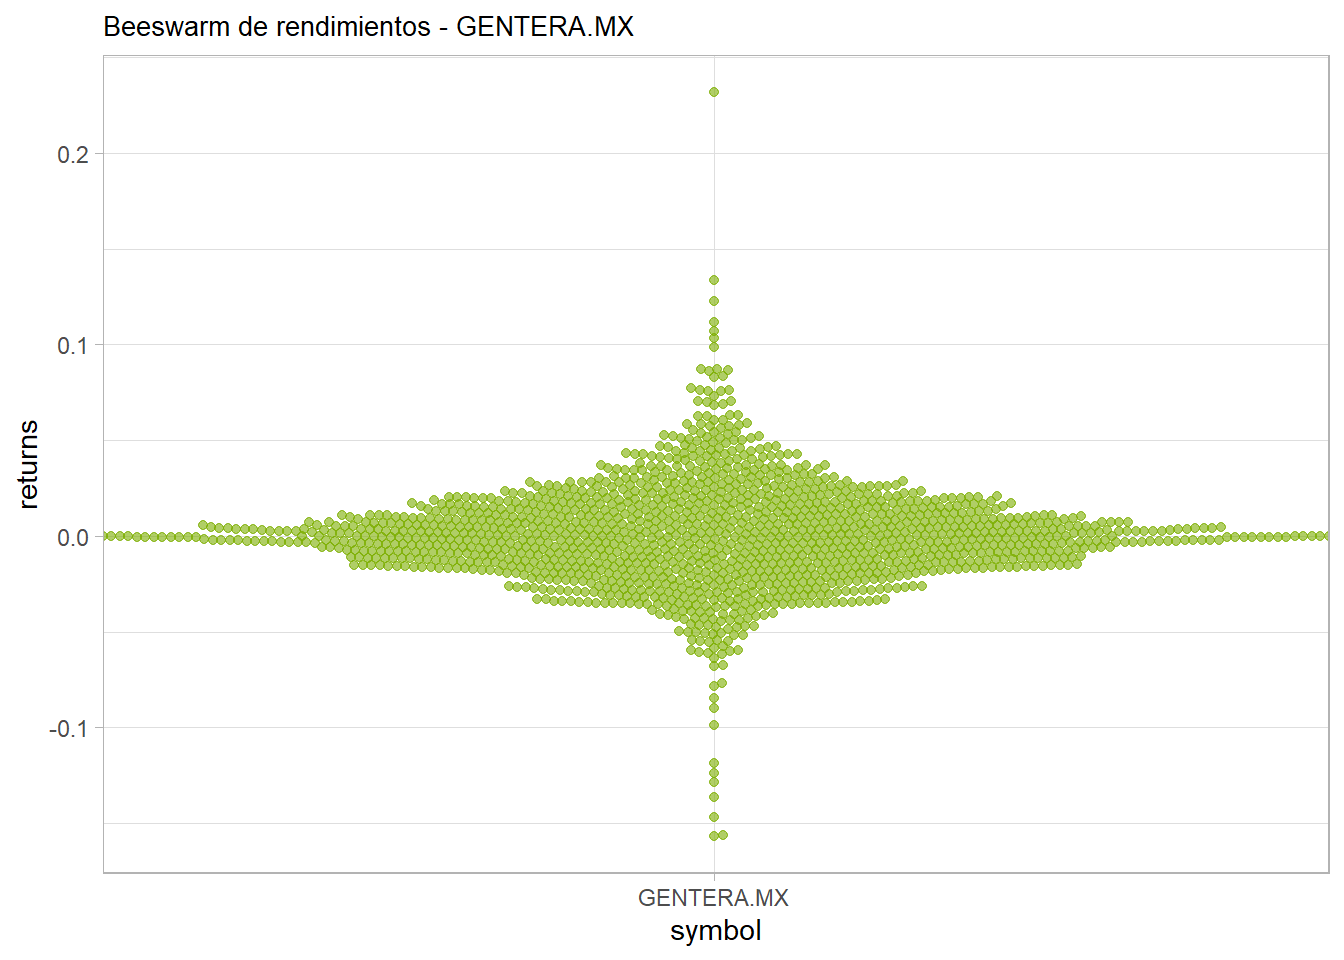 Beeswarm de rendimientos - GENTERA.MX
0.2
0.1
0.0
-0.1
returns
GENTERA.MX
symbol